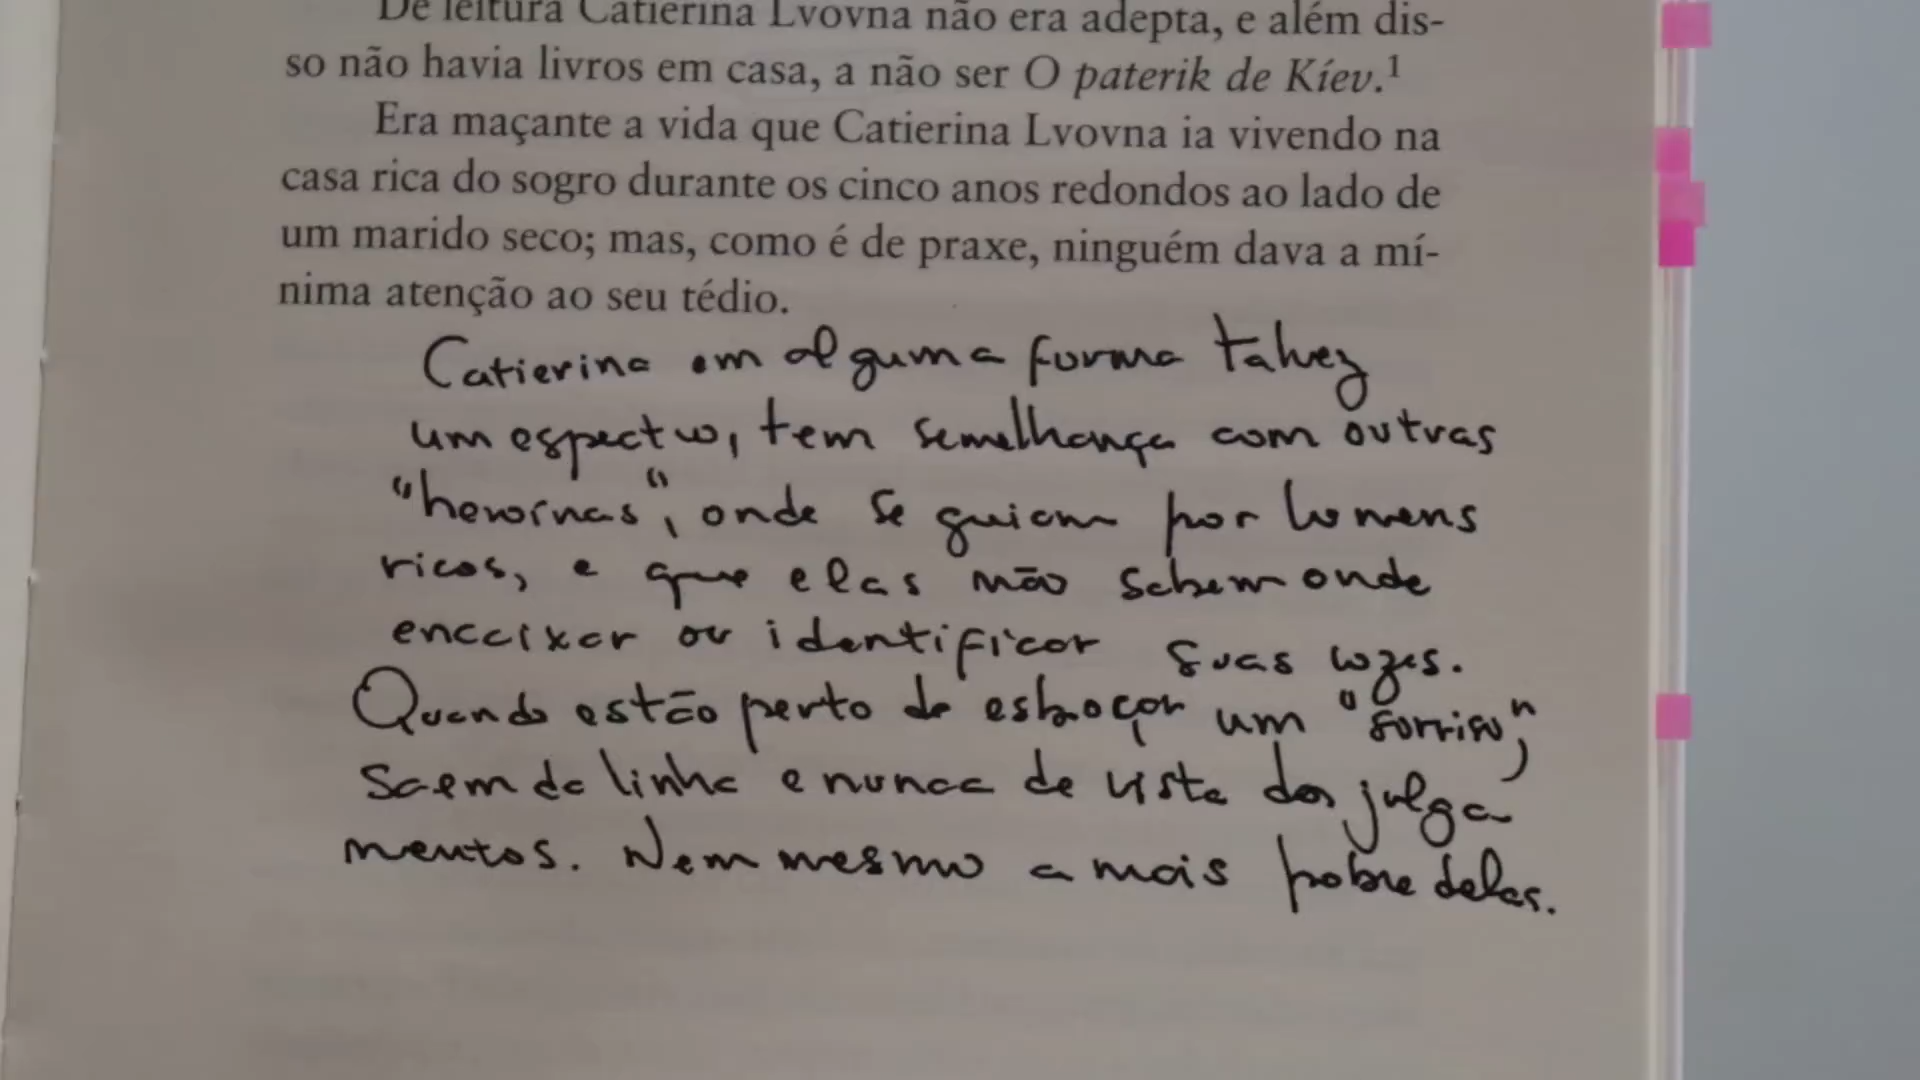 De leitura Catierina Lvovna não era adepta, e além dis-
so não havia livros em casa, a não ser O paterik de Kíev.¹
Era maçante a vida que Catierina Lvovna ia vivendo na
casa rica do sogro durante os cinco anos redondos ao lado de
um marido seco; mas, como é de praxe, ninguém dava a mí-
nima atenção ao seu tédio.
Catierina em alguma forma talvez
um espectro, tem semelhança com outras
"heroínas", onde se guiam por homens
ricos, e que elas não sabem onde
encaixar ou identificar suas vozes.
Quando estão perto de esboçar um "sorriso",
saem da linha e nunca de vista dos julga
mentos. Nem mesmo a mais pobre delas.